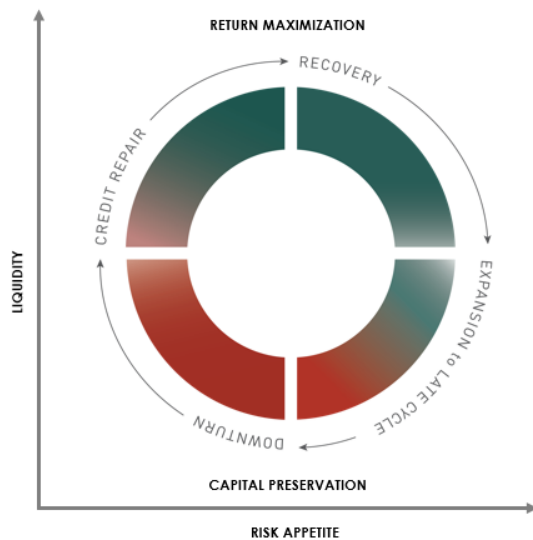 RETURN MAXIMIZATION
RECOVERY
CREDIT REPAIR
EXPANSION to LATE CYCLE
LIQUIDITY
DOWNTURN
CAPITAL PRESERVATION
RISK APPETITE